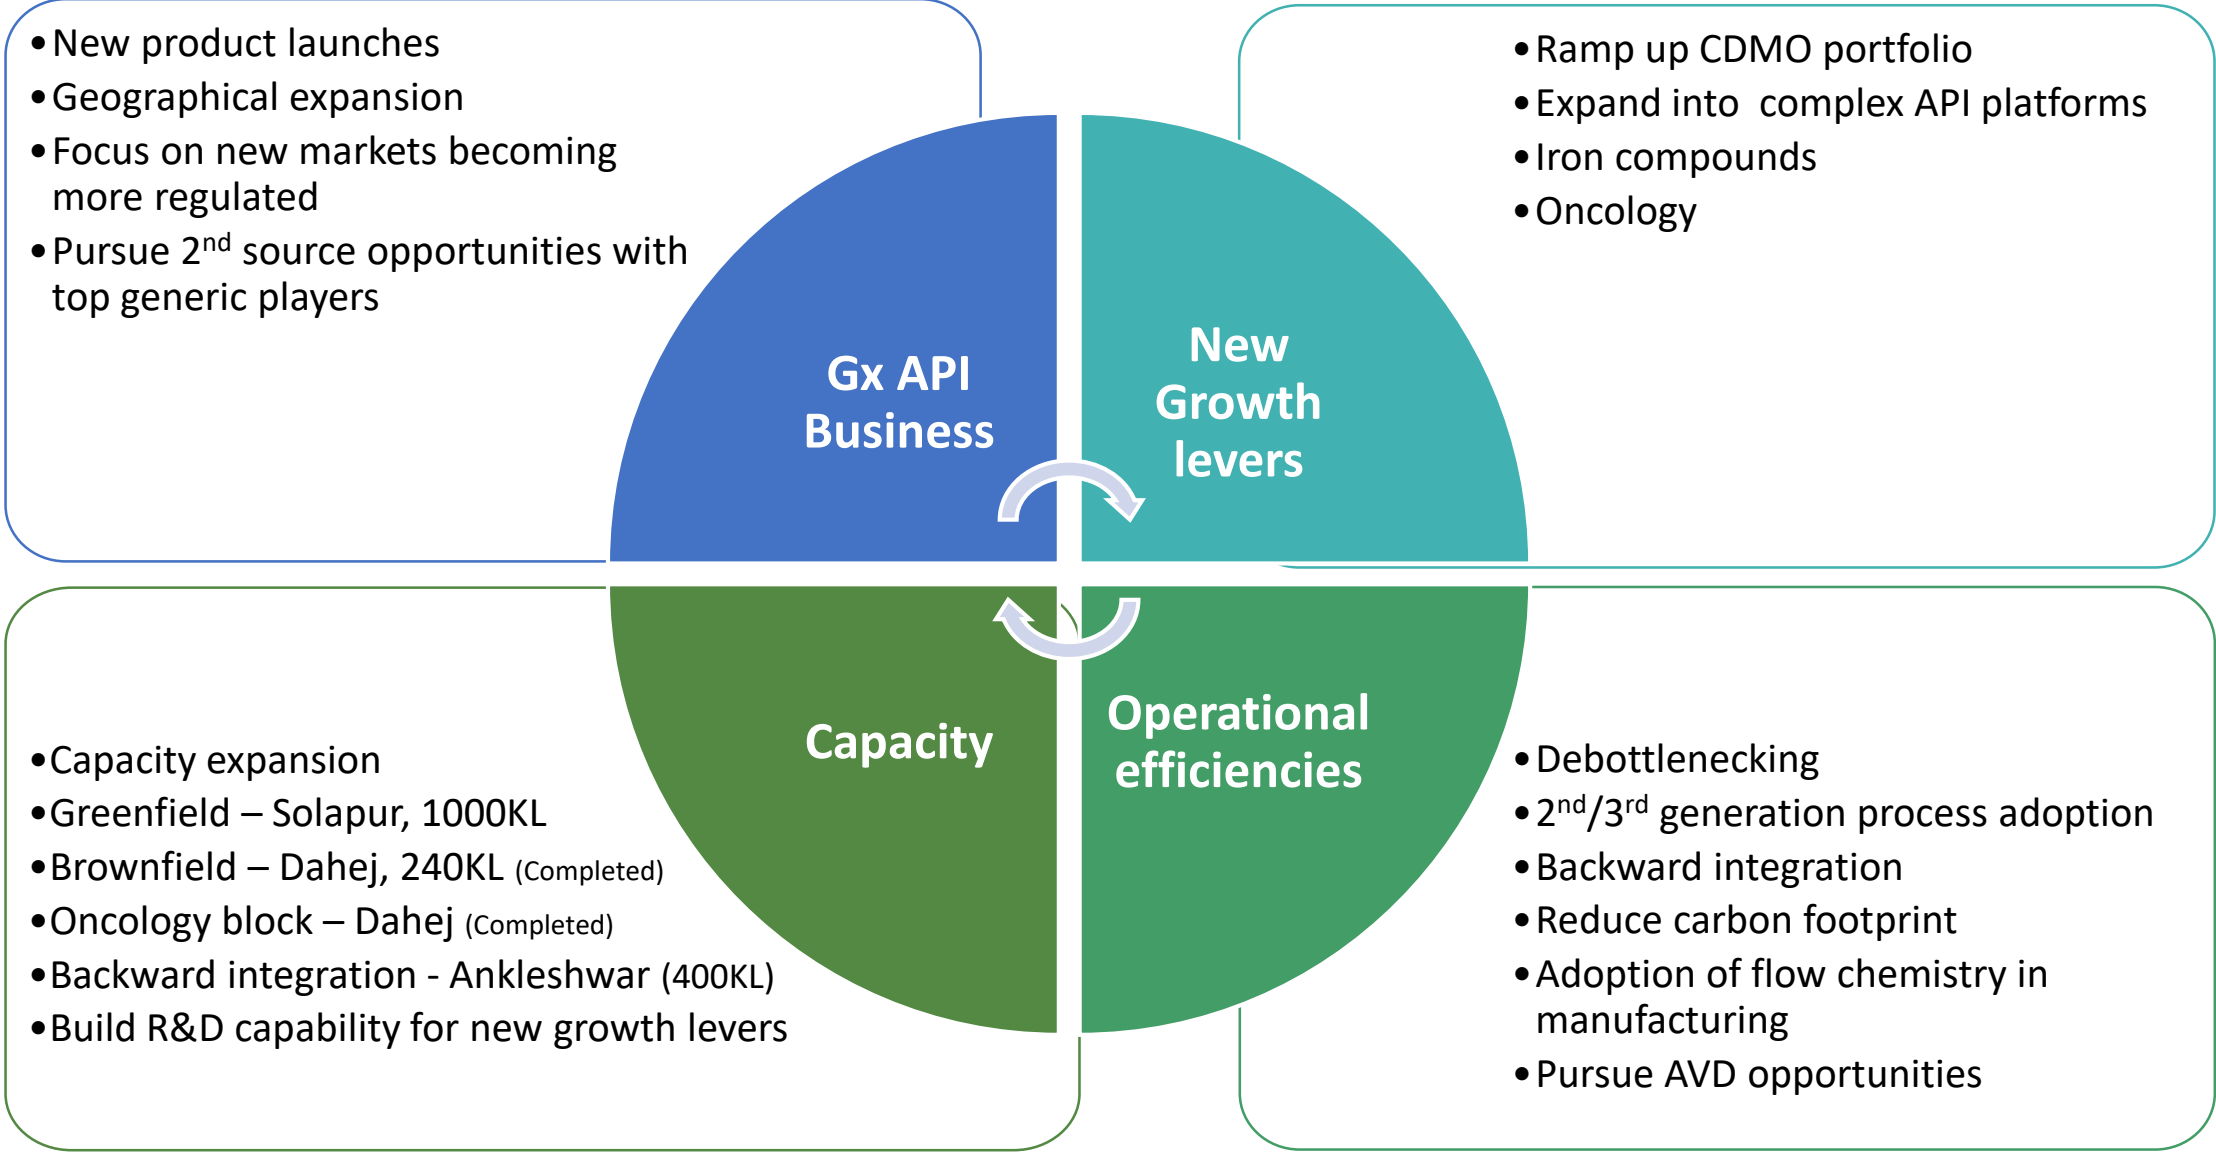 •New product launches
•Geographical expansion
•Focus on new markets becoming
more regulated
•Pursue 2nd source opportunities with
top generic players
Gx API
Business
•Ramp up CDMO portfolio
•Expand into  complex API platforms
•Iron compounds
•Oncology
New
Growth
levers
•Capacity expansion
•Greenfield – Solapur, 1000KL
•Brownfield – Dahej, 240KL (Completed)
•Oncology block – Dahej (Completed)
•Backward integration - Ankleshwar (400KL)
•Build R&D capability for new growth levers
Capacity
Operational
efficiencies
•Debottlenecking
•2nd/3rd generation process adoption
•Backward integration
•Reduce carbon footprint
•Adoption of flow chemistry in
manufacturing
•Pursue AVD opportunities